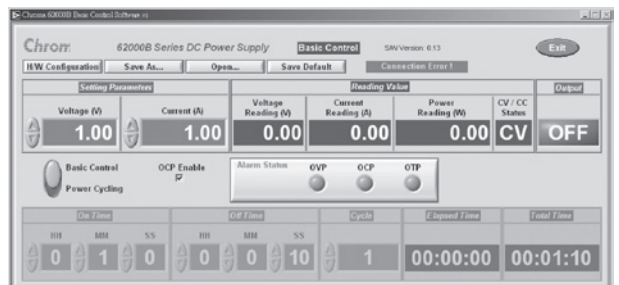 Chroma 62000B Basic Control Software v1
Chroma 62000B Series DC Power Supply Basic Control S/W Version: 6.13 Exit
H/W Configuration Save As... Open... Save Default Connection Error !
Setting Parameters Reading Value Output
Voltage (V) Current (A) Voltage Reading (V) Current Reading (A) Power Reading (W) CV / CC Status
1.00 1.00 0.00 0.00 0.00 CV OFF
Basic Control OCP Enable Alarm Status OVP OCP OTP
Power Cycling
On Time Off Time Cycle Elapsed Time Total Time
HH MM SS HH MM SS
0 1 0 0 0 10 1 00:00:00 00:01:10